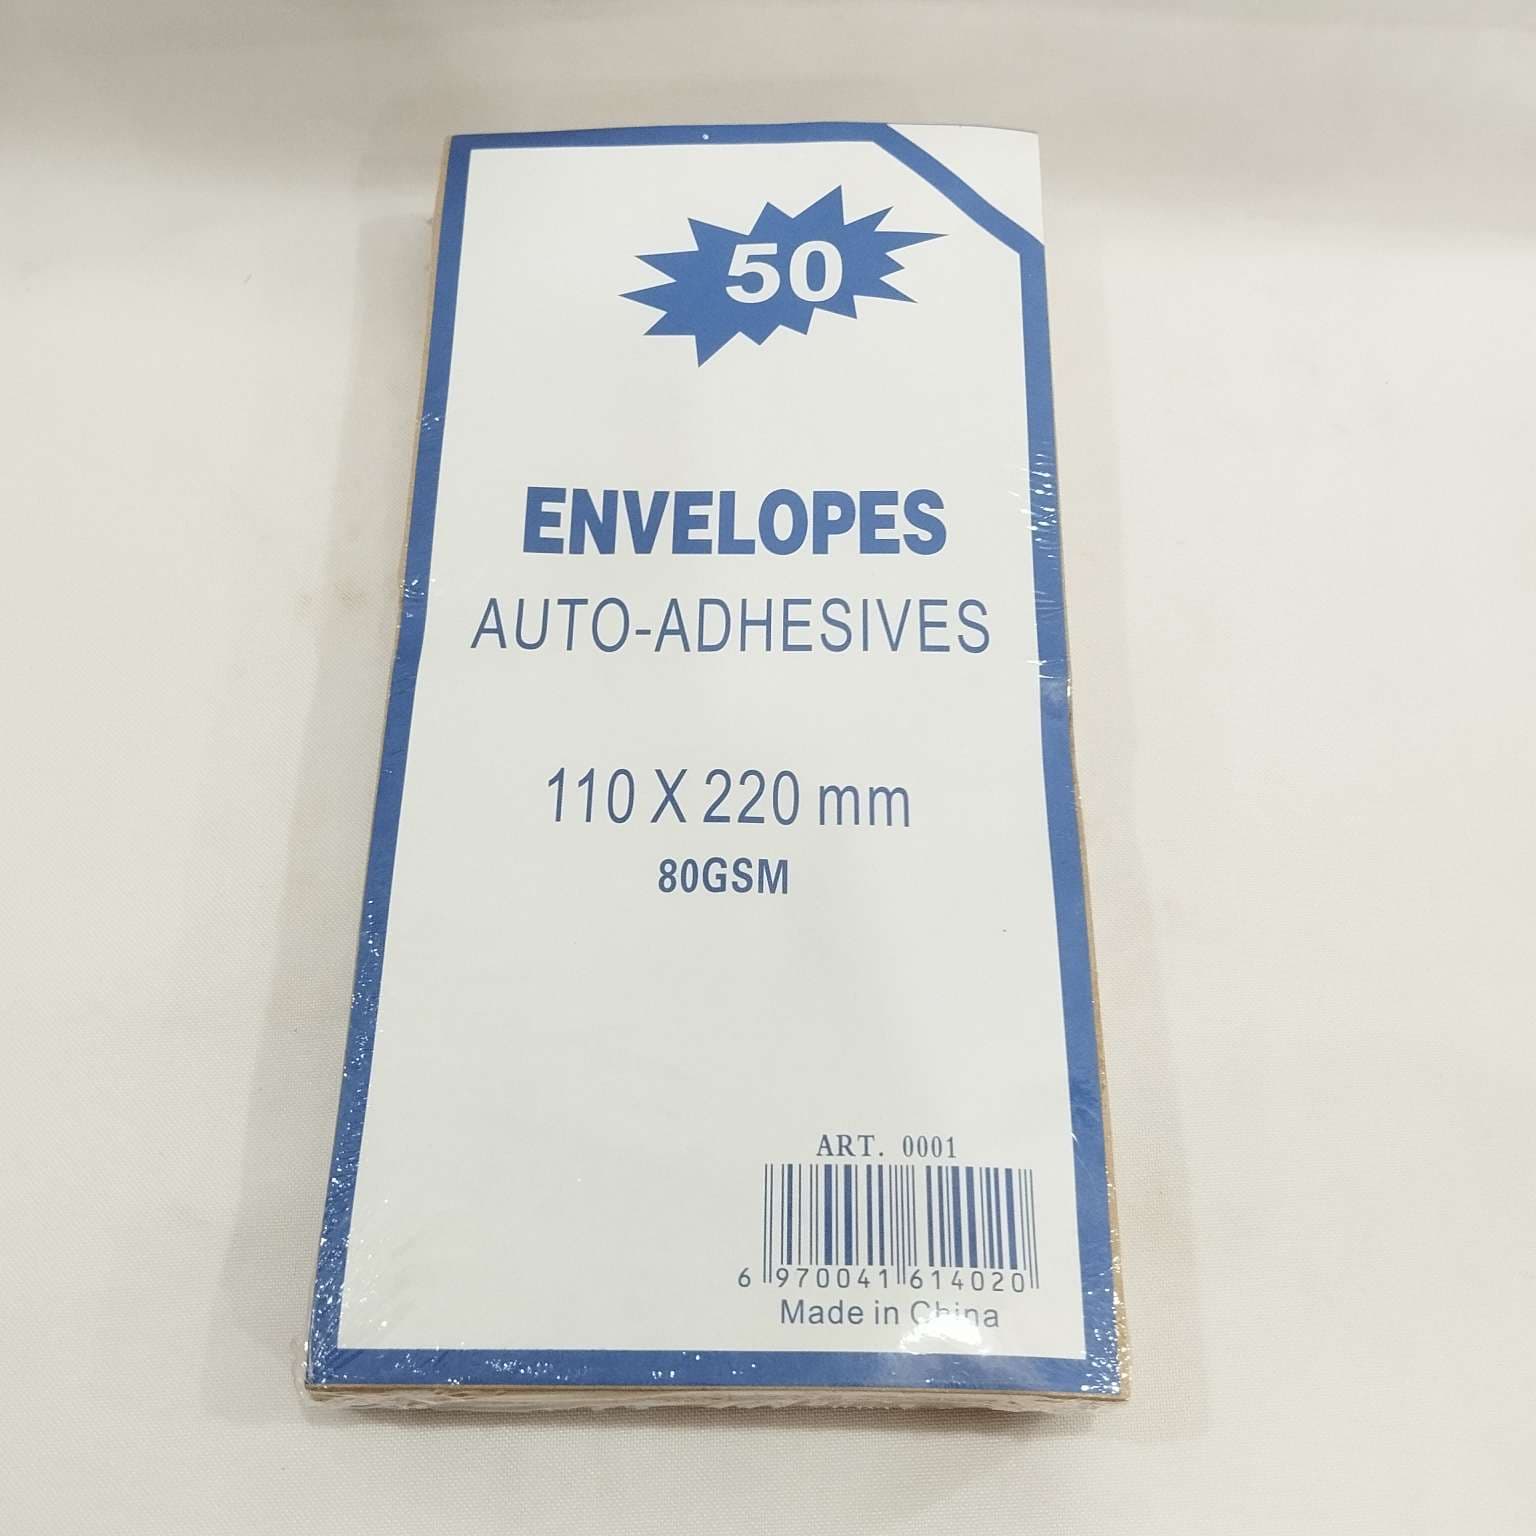 50
ENVELOPES
AUTO-ADHESIVES
110 X 220 mm
80GSM
ART. 0001
6 970041 614020
Made in China